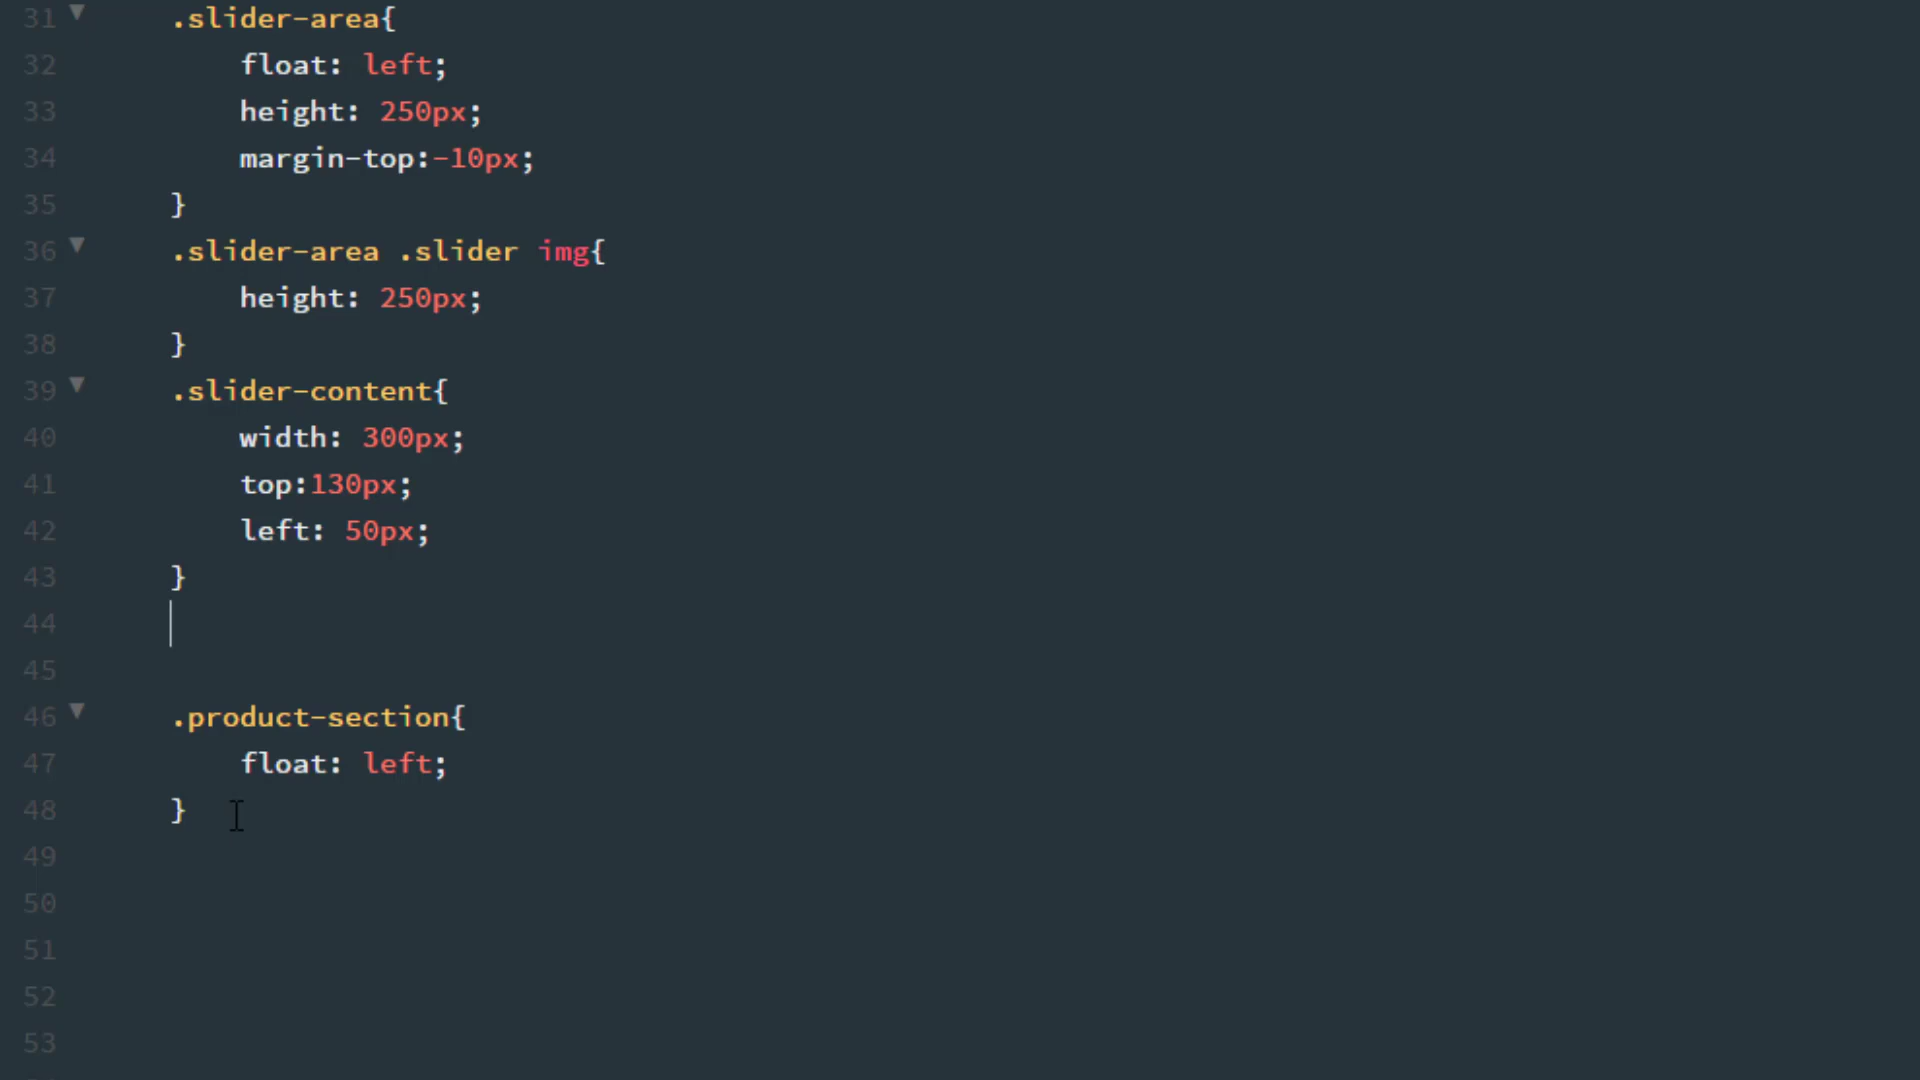 31 ▼ .slider-area{
32 float: left;
33 height: 250px;
34 margin-top:-10px;
35 }
36 ▼ .slider-area .slider img{
37 height: 250px;
38 }
39 ▼ .slider-content{
40 width: 300px;
41 top:130px;
42 left: 50px;
43 }
44
45
46 ▼ .product-section{
47 float: left;
48 }
49
50
51
52
53